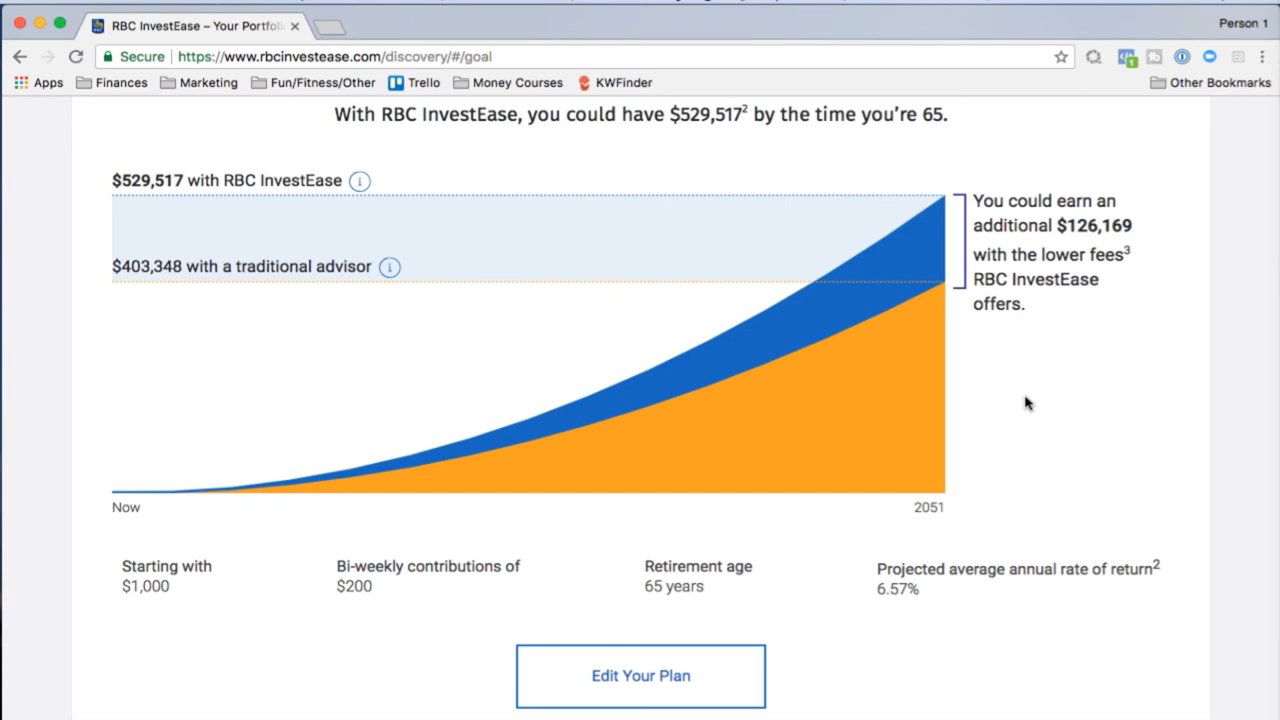 RBC InvestEase – Your Portfoli
Person 1
Secure https://www.rbcinvestease.com/discovery/#/goal
Apps Finances Marketing Fun/Fitness/Other Trello Money Courses KWFinder Other Bookmarks
With RBC InvestEase, you could have $529,517² by the time you’re 65.
$529,517 with RBC InvestEase
$403,348 with a traditional advisor
You could earn an
additional $126,169
with the lower fees³
RBC InvestEase
offers.
Now 2051
Starting with
$1,000
Bi-weekly contributions of
$200
Retirement age
65 years
Projected average annual rate of return²
6.57%
Edit Your Plan